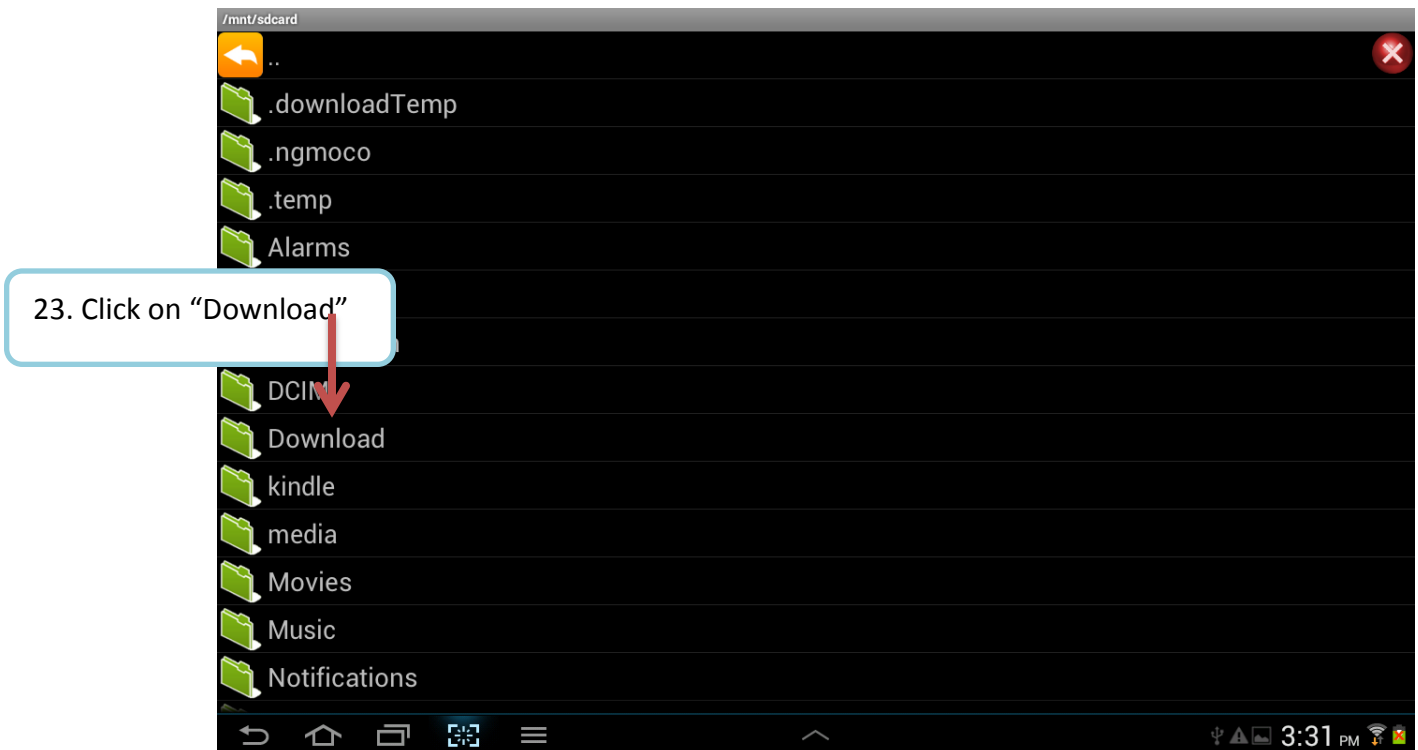 /mnt/sdcard
..
.downloadTemp
.ngmoco
.temp
Alarms
23. Click on “Download”
DCIM
Download
kindle
media
Movies
Music
Notifications
3:31 PM